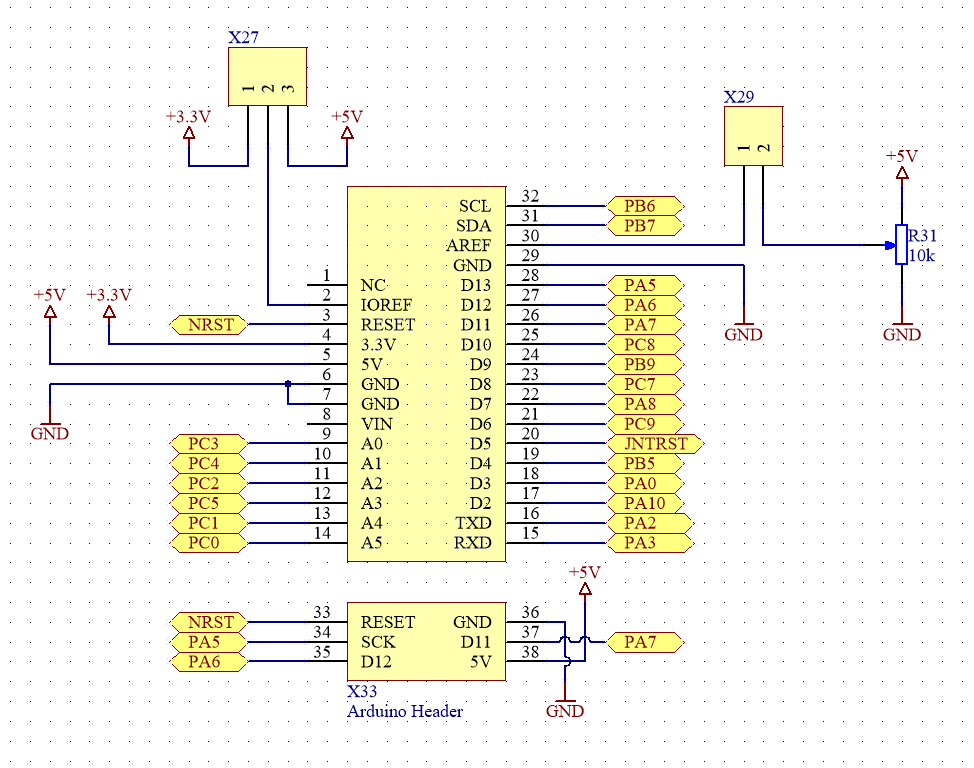 X27
1 2 3
+3.3V
+5V
X29
1 2
+5V
R31
10k
GND
GND
+5V
+3.3V
GND
1 NC
2 IOREF
NRST 3 RESET
4 3.3V
5 5V
6 GND
7 GND
8 VIN
PC3 9 A0
PC4 10 A1
PC2 11 A2
PC5 12 A3
PC1 13 A4
PC0 14 A5
SCL 32 PB6
SDA 31 PB7
AREF 30
GND 29
D13 28 PA5
D12 27 PA6
D11 26 PA7
D10 25 PC8
D9 24 PB9
D8 23 PC7
D7 22 PA8
D6 21 PC9
D5 20 JNTRST
D4 19 PB5
D3 18 PA0
D2 17 PA10
TXD 16 PA2
RXD 15 PA3
+5V
NRST 33 RESET GND 36
PA5 34 SCK D11 37 PA7
PA6 35 D12 5V 38
X33
Arduino Header
GND